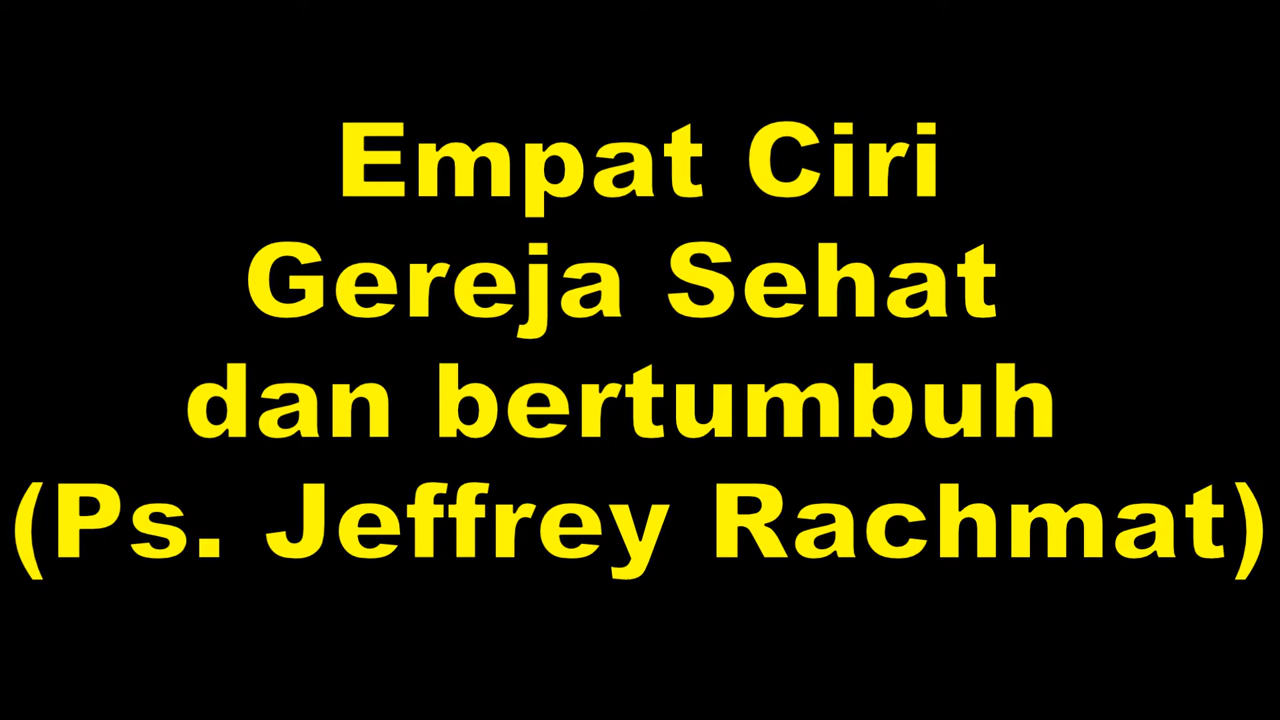 Empat Ciri
Gereja Sehat
dan bertumbuh
(Ps. Jeffrey Rachmat)